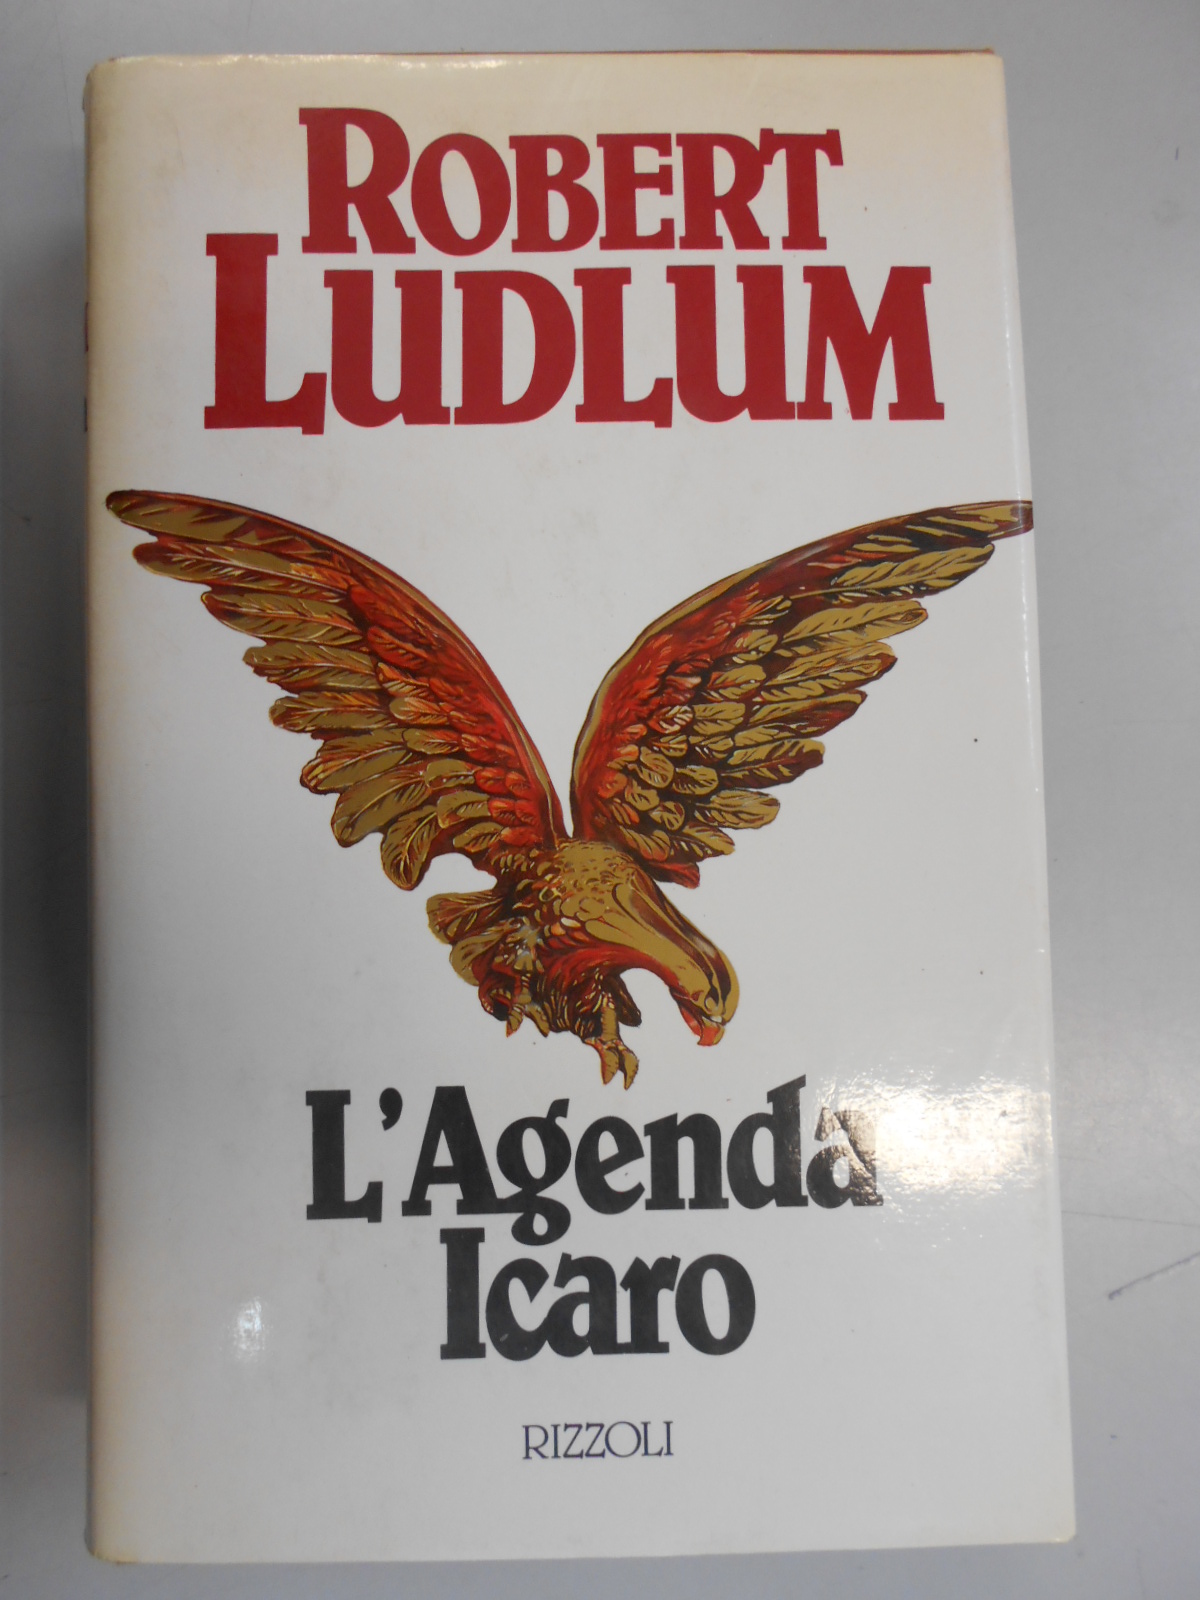 ROBERT
LUDLUM
L'Agenda
Icaro
RIZZOLI